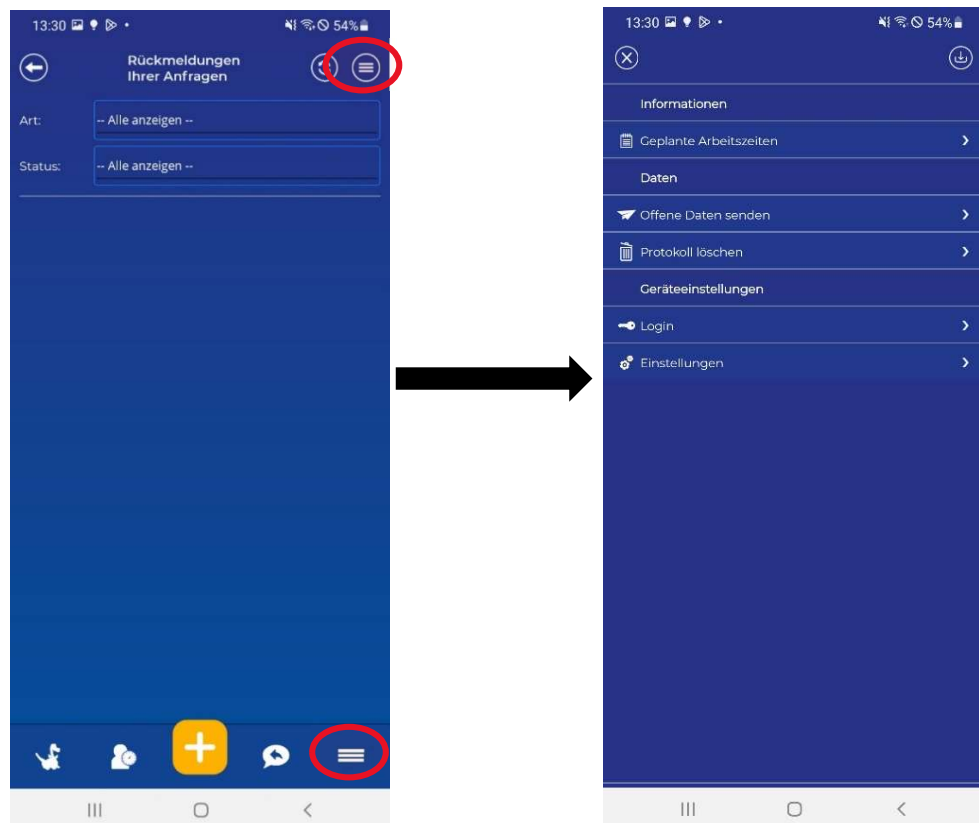 13:30
54%
Rückmeldungen
Ihrer Anfragen
Art:
-- Alle anzeigen --
Status:
-- Alle anzeigen --
13:30
54%
Informationen
Geplante Arbeitszeiten
Daten
Offene Daten senden
Protokoll löschen
Geräteeinstellungen
Login
Einstellungen